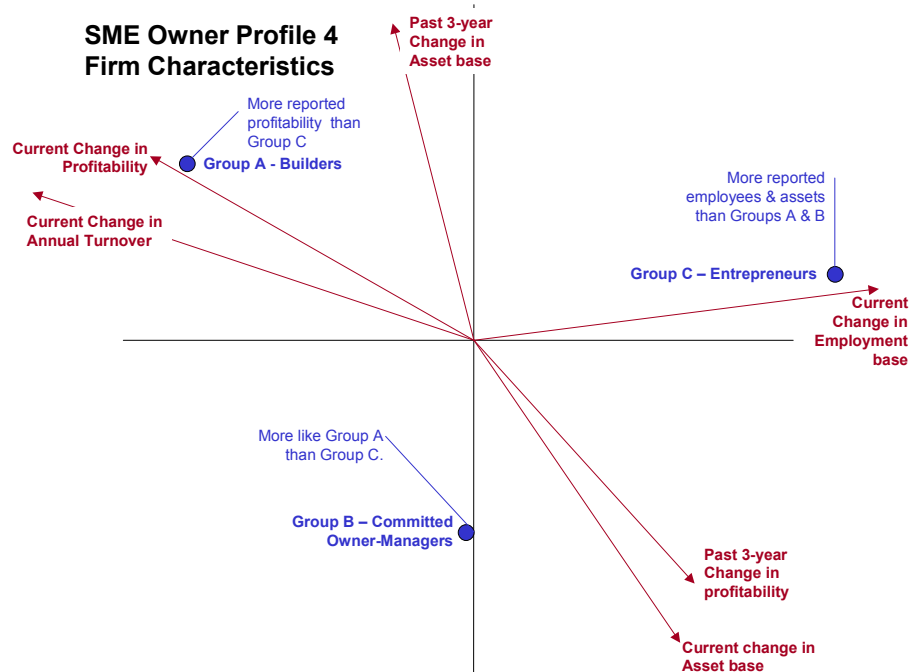 SME Owner Profile 4
Firm Characteristics
Past 3-year
Change in
Asset base
More reported
profitability than
Group C
Current Change in
Profitability
Group A - Builders
Current Change in
Annual Turnover
More reported
employees & assets
than Groups A & B
Group C – Entrepreneurs
Current
Change in
Employment
base
More like Group A
than Group C.
Group B – Committed
Owner-Managers
Past 3-year
Change in
profitability
Current change in
Asset base